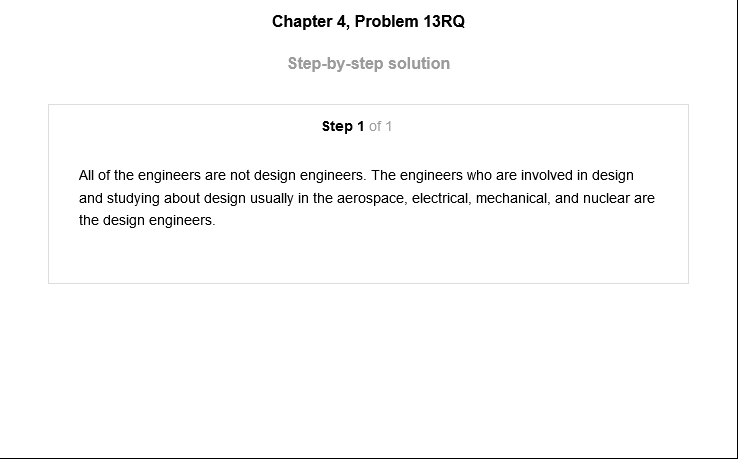 Chapter 4, Problem 13RQ
Step-by-step solution
Step 1 of 1
All of the engineers are not design engineers. The engineers who are involved in design
and studying about design usually in the aerospace, electrical, mechanical, and nuclear are
the design engineers.